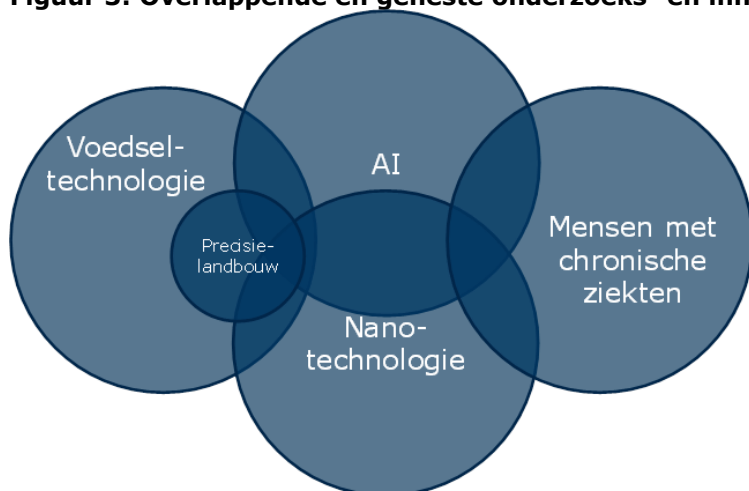 Figuur 3: Overlappende en geneste onderzoeks- en
Voedsel-
technologie
AI
Precisie-
landbouw
Mensen met
chronische
ziekten
Nano-
technologie